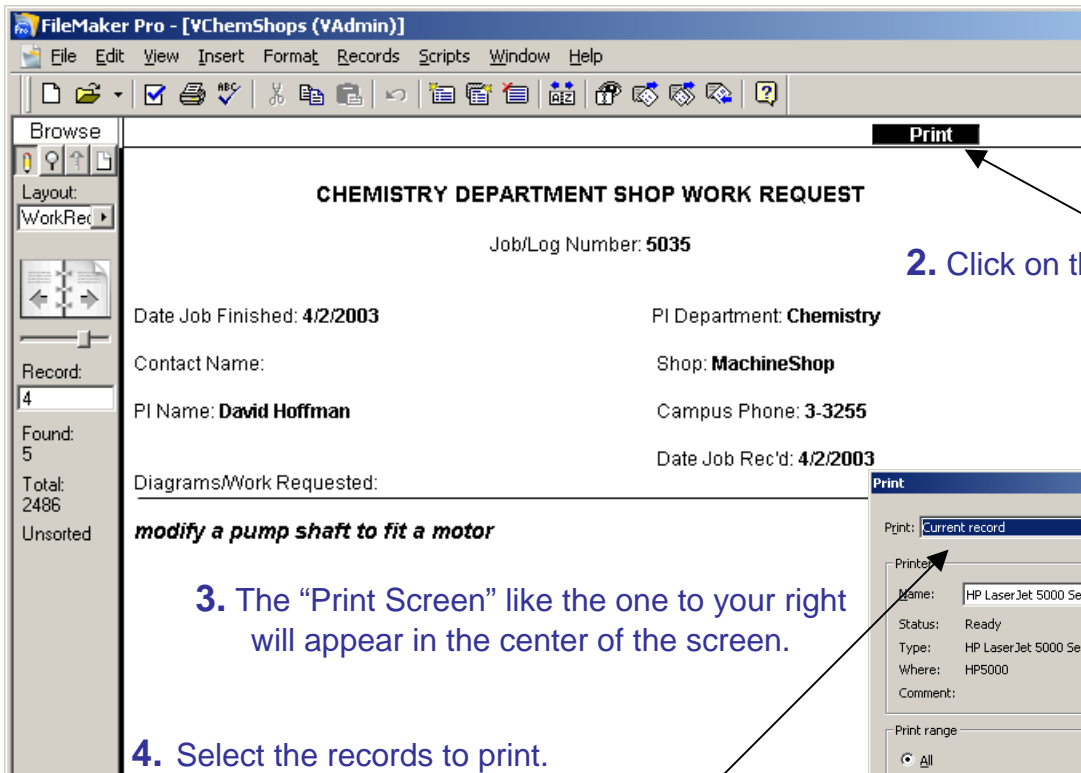 FileMaker Pro - [¥ChemShops (¥Admin)]
File Edit View Insert Format Records Scripts Window Help
Browse
Print
Layout:
CHEMISTRY DEPARTMENT SHOP WORK REQUEST
WorkRec
Job/Log Number: 5035
2. Click on th
Date Job Finished: 4/2/2003 PI Department: Chemistry
Contact Name: Shop: MachineShop
Record:
4
PI Name: David Hoffman Campus Phone: 3-3255
Found:
5
Date Job Rec'd: 4/2/2003
Total:
2486
Diagrams/Work Requested:
Unsorted
modify a pump shaft to fit a motor
Print
Print: Current record
Printer
3. The “Print Screen” like the one to your right
will appear in the center of the screen.
Name: HP LaserJet 5000 Se
Status: Ready
Type: HP LaserJet 5000 Se
Where: HP5000
Comment:
Print range
All
4. Select the records to print.